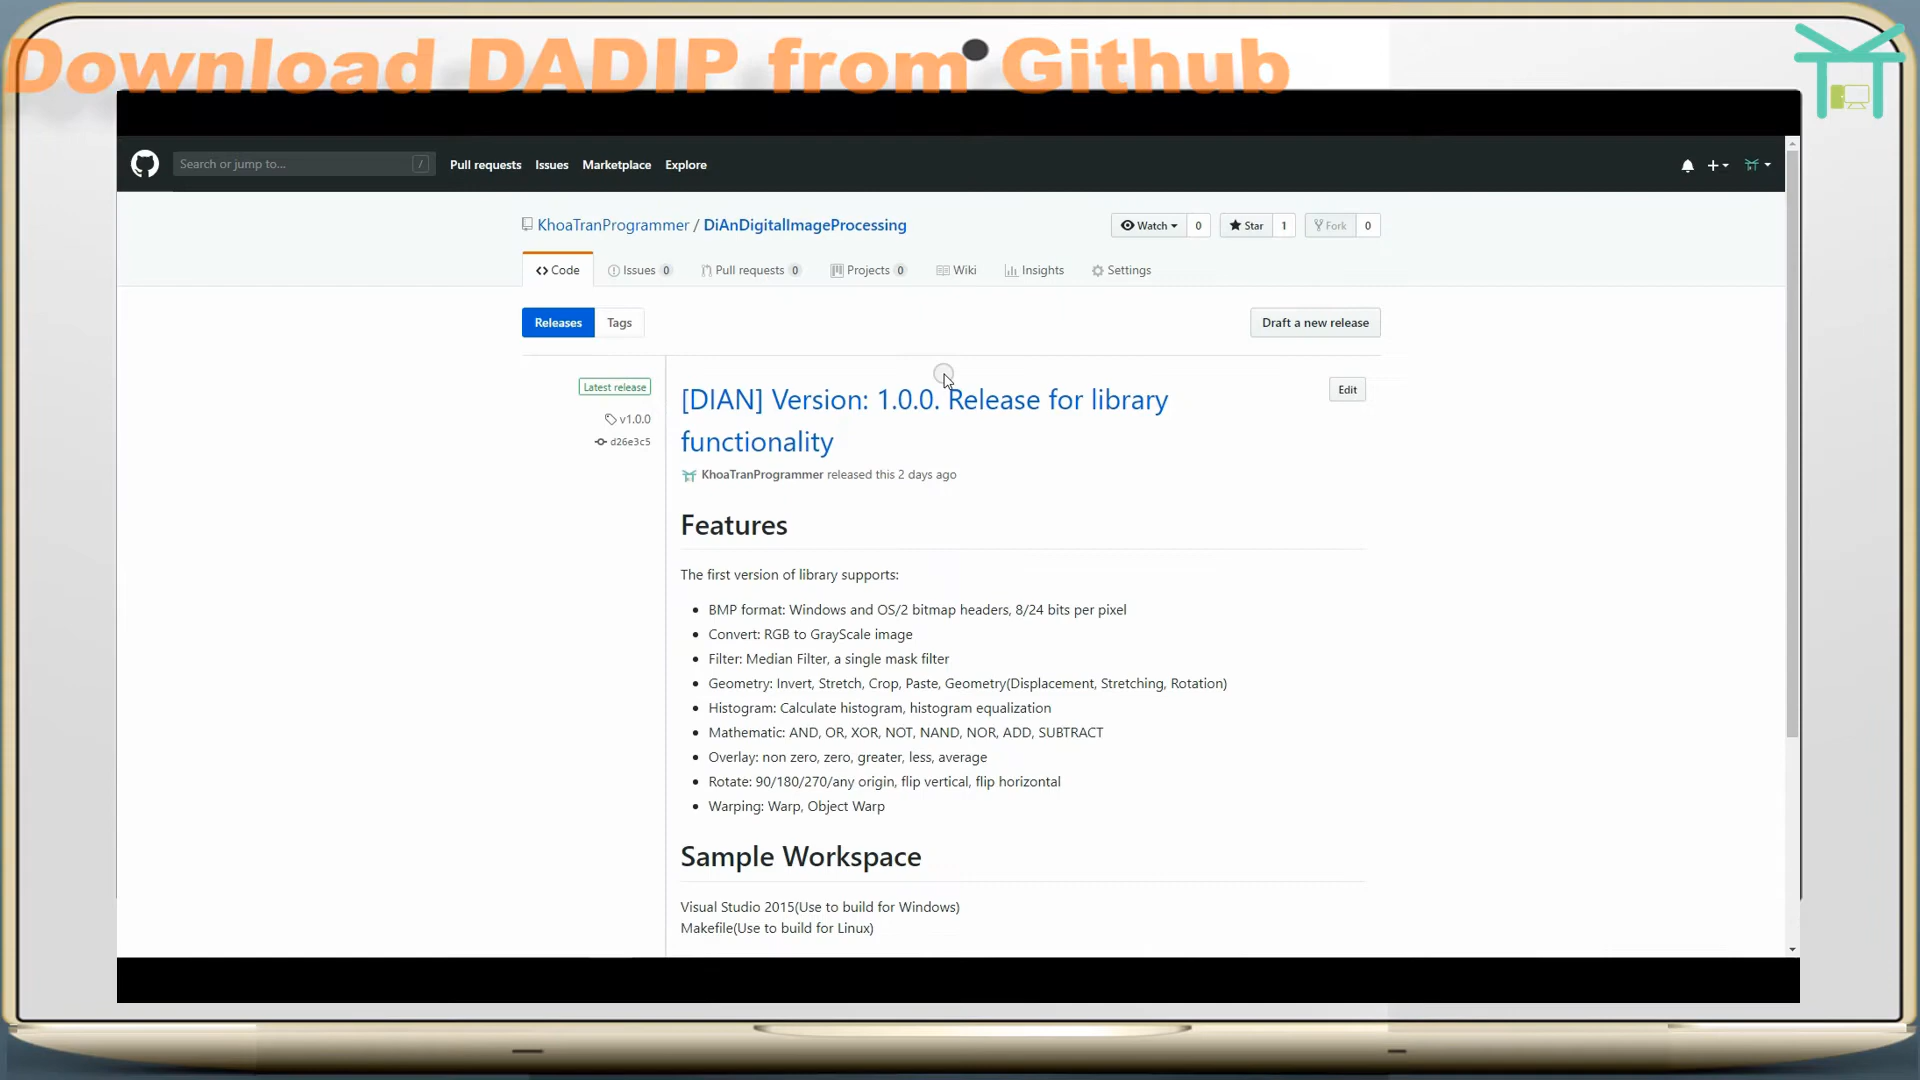 Download DADIP from Github
Search or jump to... /
Pull requests Issues Marketplace Explore
KhoaTranProgrammer / DiAnDigitalImageProcessing
Watch 0 Star 1 Fork 0
Code Issues 0 Pull requests 0 Projects 0 Wiki Insights Settings
Releases Tags
Draft a new release
Latest release
v1.0.0
d26e3c5
[DIAN] Version: 1.0.0. Release for library
functionality
Edit
KhoaTranProgrammer released this 2 days ago
Features
The first version of library supports:
• BMP format: Windows and OS/2 bitmap headers, 8/24 bits per pixel
• Convert: RGB to GrayScale image
• Filter: Median Filter, a single mask filter
• Geometry: Invert, Stretch, Crop, Paste, Geometry(Displacement, Stretching, Rotation)
• Histogram: Calculate histogram, histogram equalization
• Mathematic: AND, OR, XOR, NOT, NAND, NOR, ADD, SUBTRACT
• Overlay: non zero, zero, greater, less, average
• Rotate: 90/180/270/any origin, flip vertical, flip horizontal
• Warping: Warp, Object Warp
Sample Workspace
Visual Studio 2015(Use to build for Windows)
Makefile(Use to build for Linux)